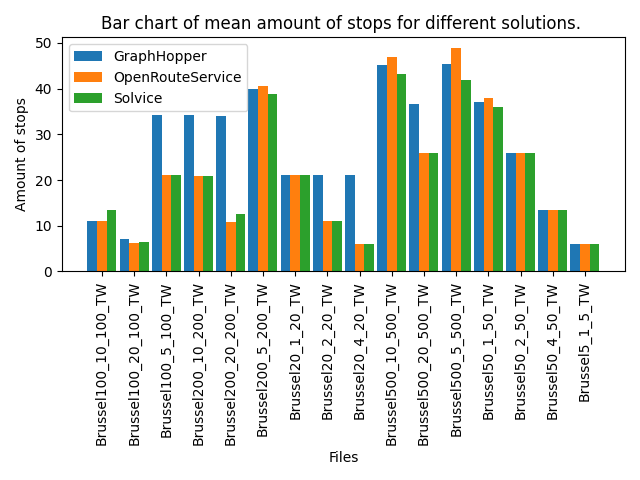 Bar chart of mean amount of stops for different solutions.
GraphHopper
OpenRouteService
Solvice
Amount of stops
50
40
30
20
10
0
Brussel100_10_100_TW
Brussel100_20_100_TW
Brussel100_5_100_TW
Brussel200_10_200_TW
Brussel200_20_200_TW
Brussel200_5_200_TW
Brussel20_1_20_TW
Brussel20_2_20_TW
Brussel20_4_20_TW
Brussel500_10_500_TW
Brussel500_20_500_TW
Brussel500_5_500_TW
Brussel50_1_50_TW
Brussel50_2_50_TW
Brussel50_4_50_TW
Brussel5_1_5_TW
Files